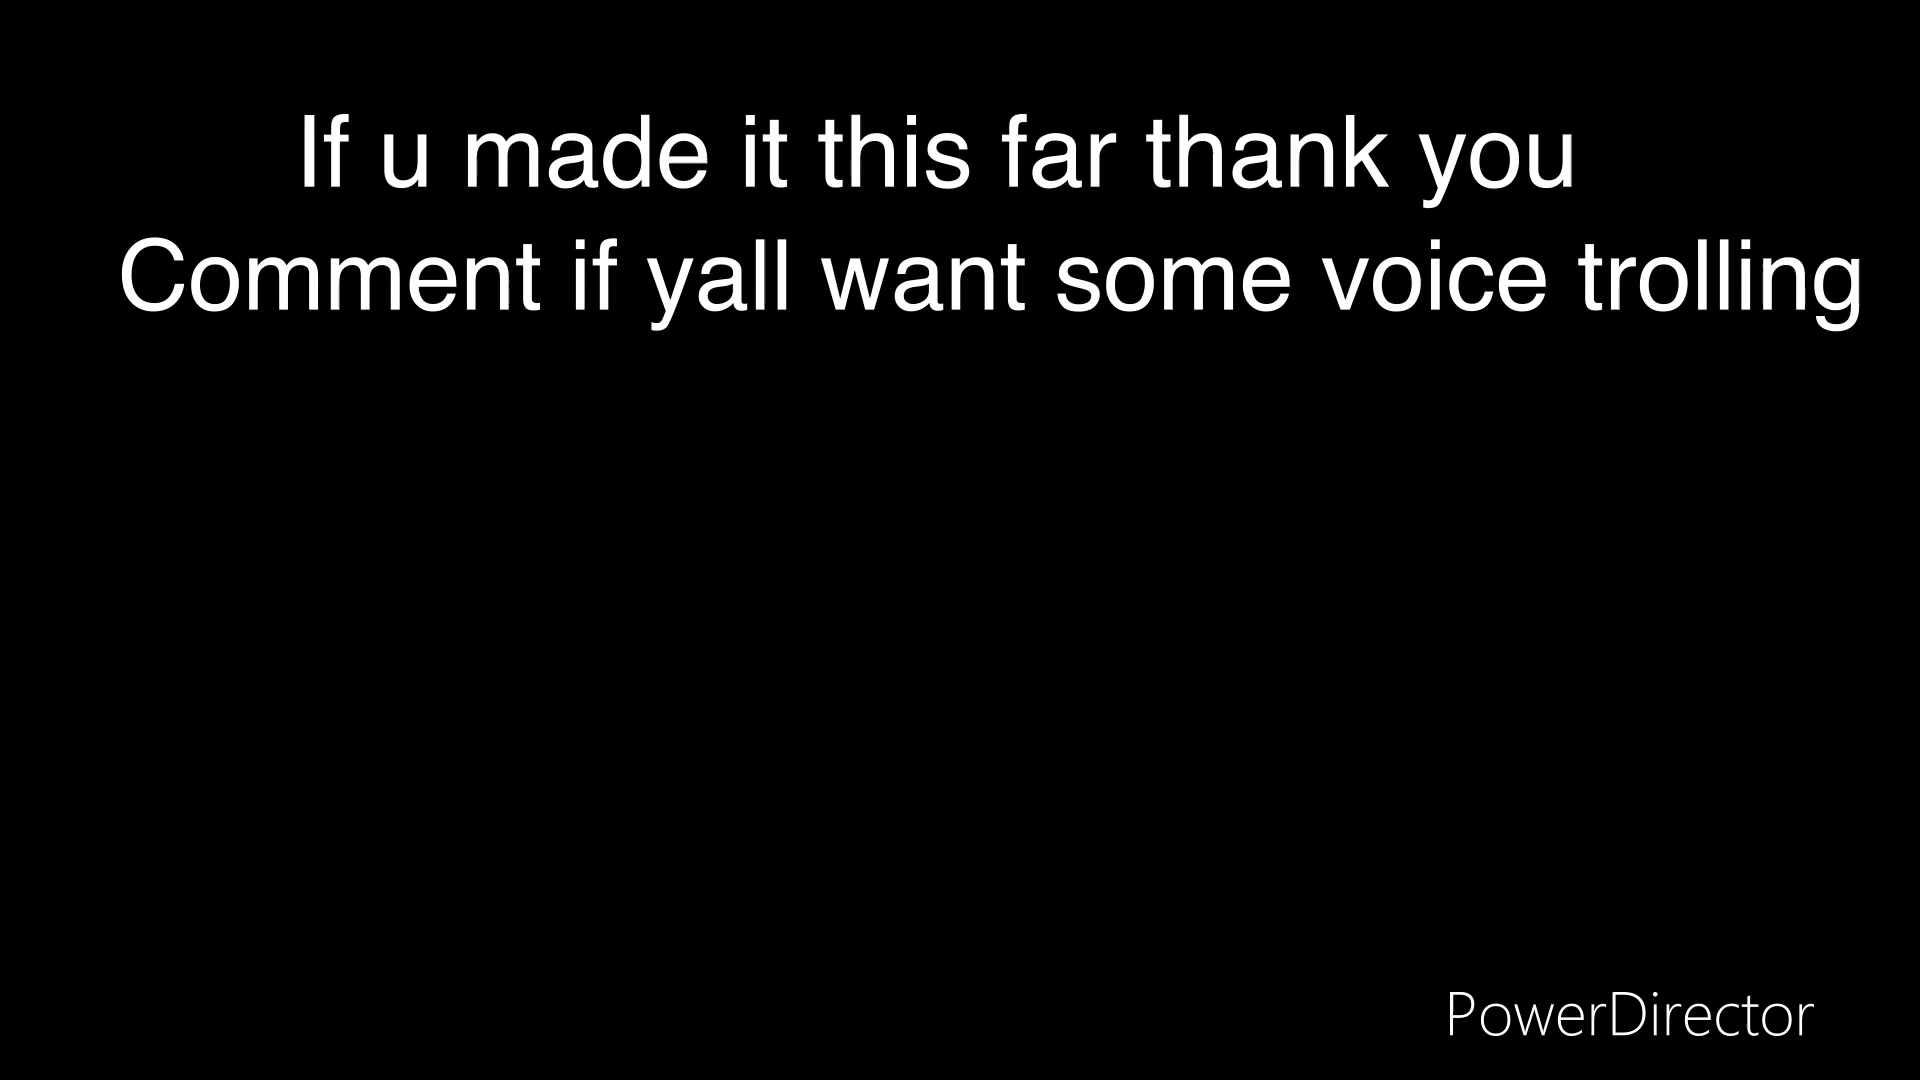 If u made it this far thank you
Comment if yall want some voice trolling
PowerDirector